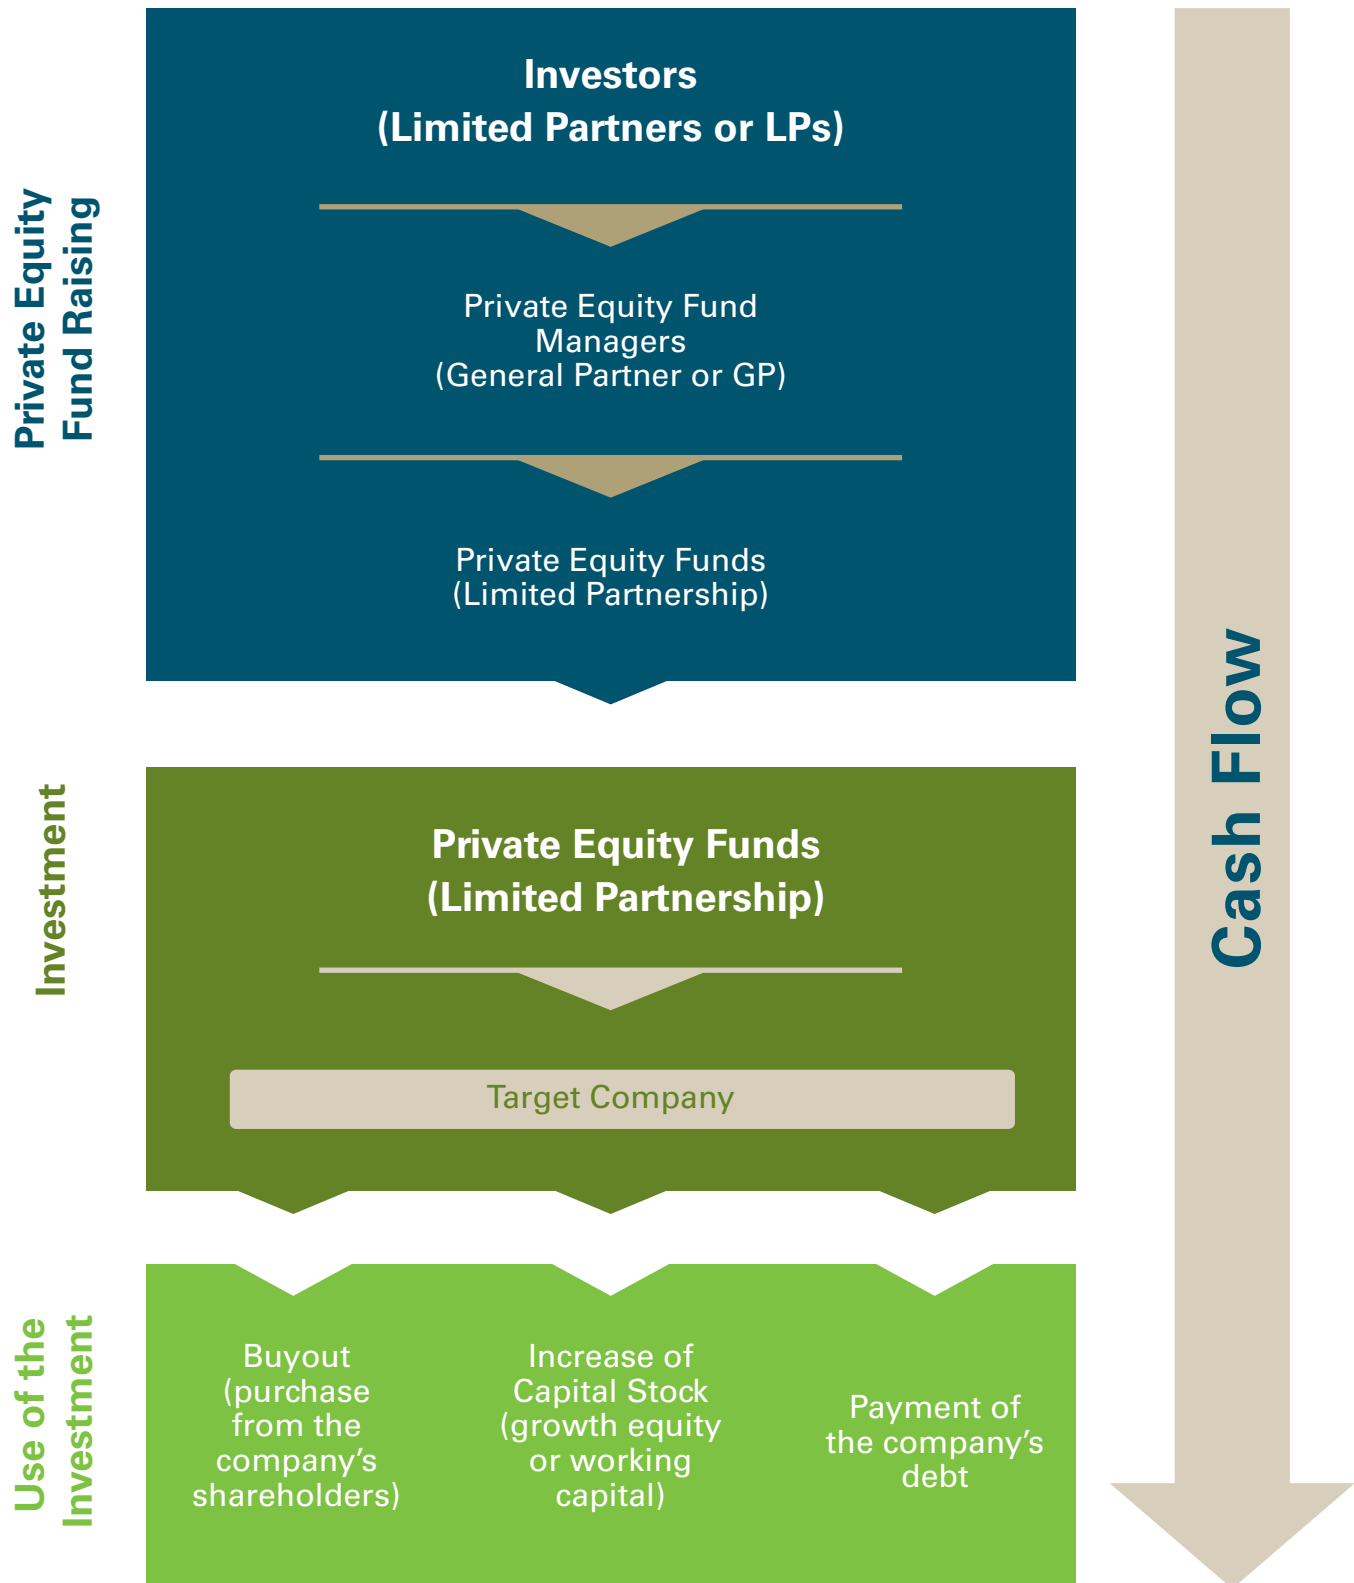 Private Equity
Fund Raising
Investors
(Limited Partners or LPs)
Private Equity Fund
Managers
(General Partner or GP)
Private Equity Funds
(Limited Partnership)
Investment
Private Equity Funds
(Limited Partnership)
Target Company
Use of the
Investment
Buyout
(purchase
from the
company’s
shareholders)
Increase of
Capital Stock
(growth equity
or working
capital)
Payment of
the company’s
debt
Cash Flow